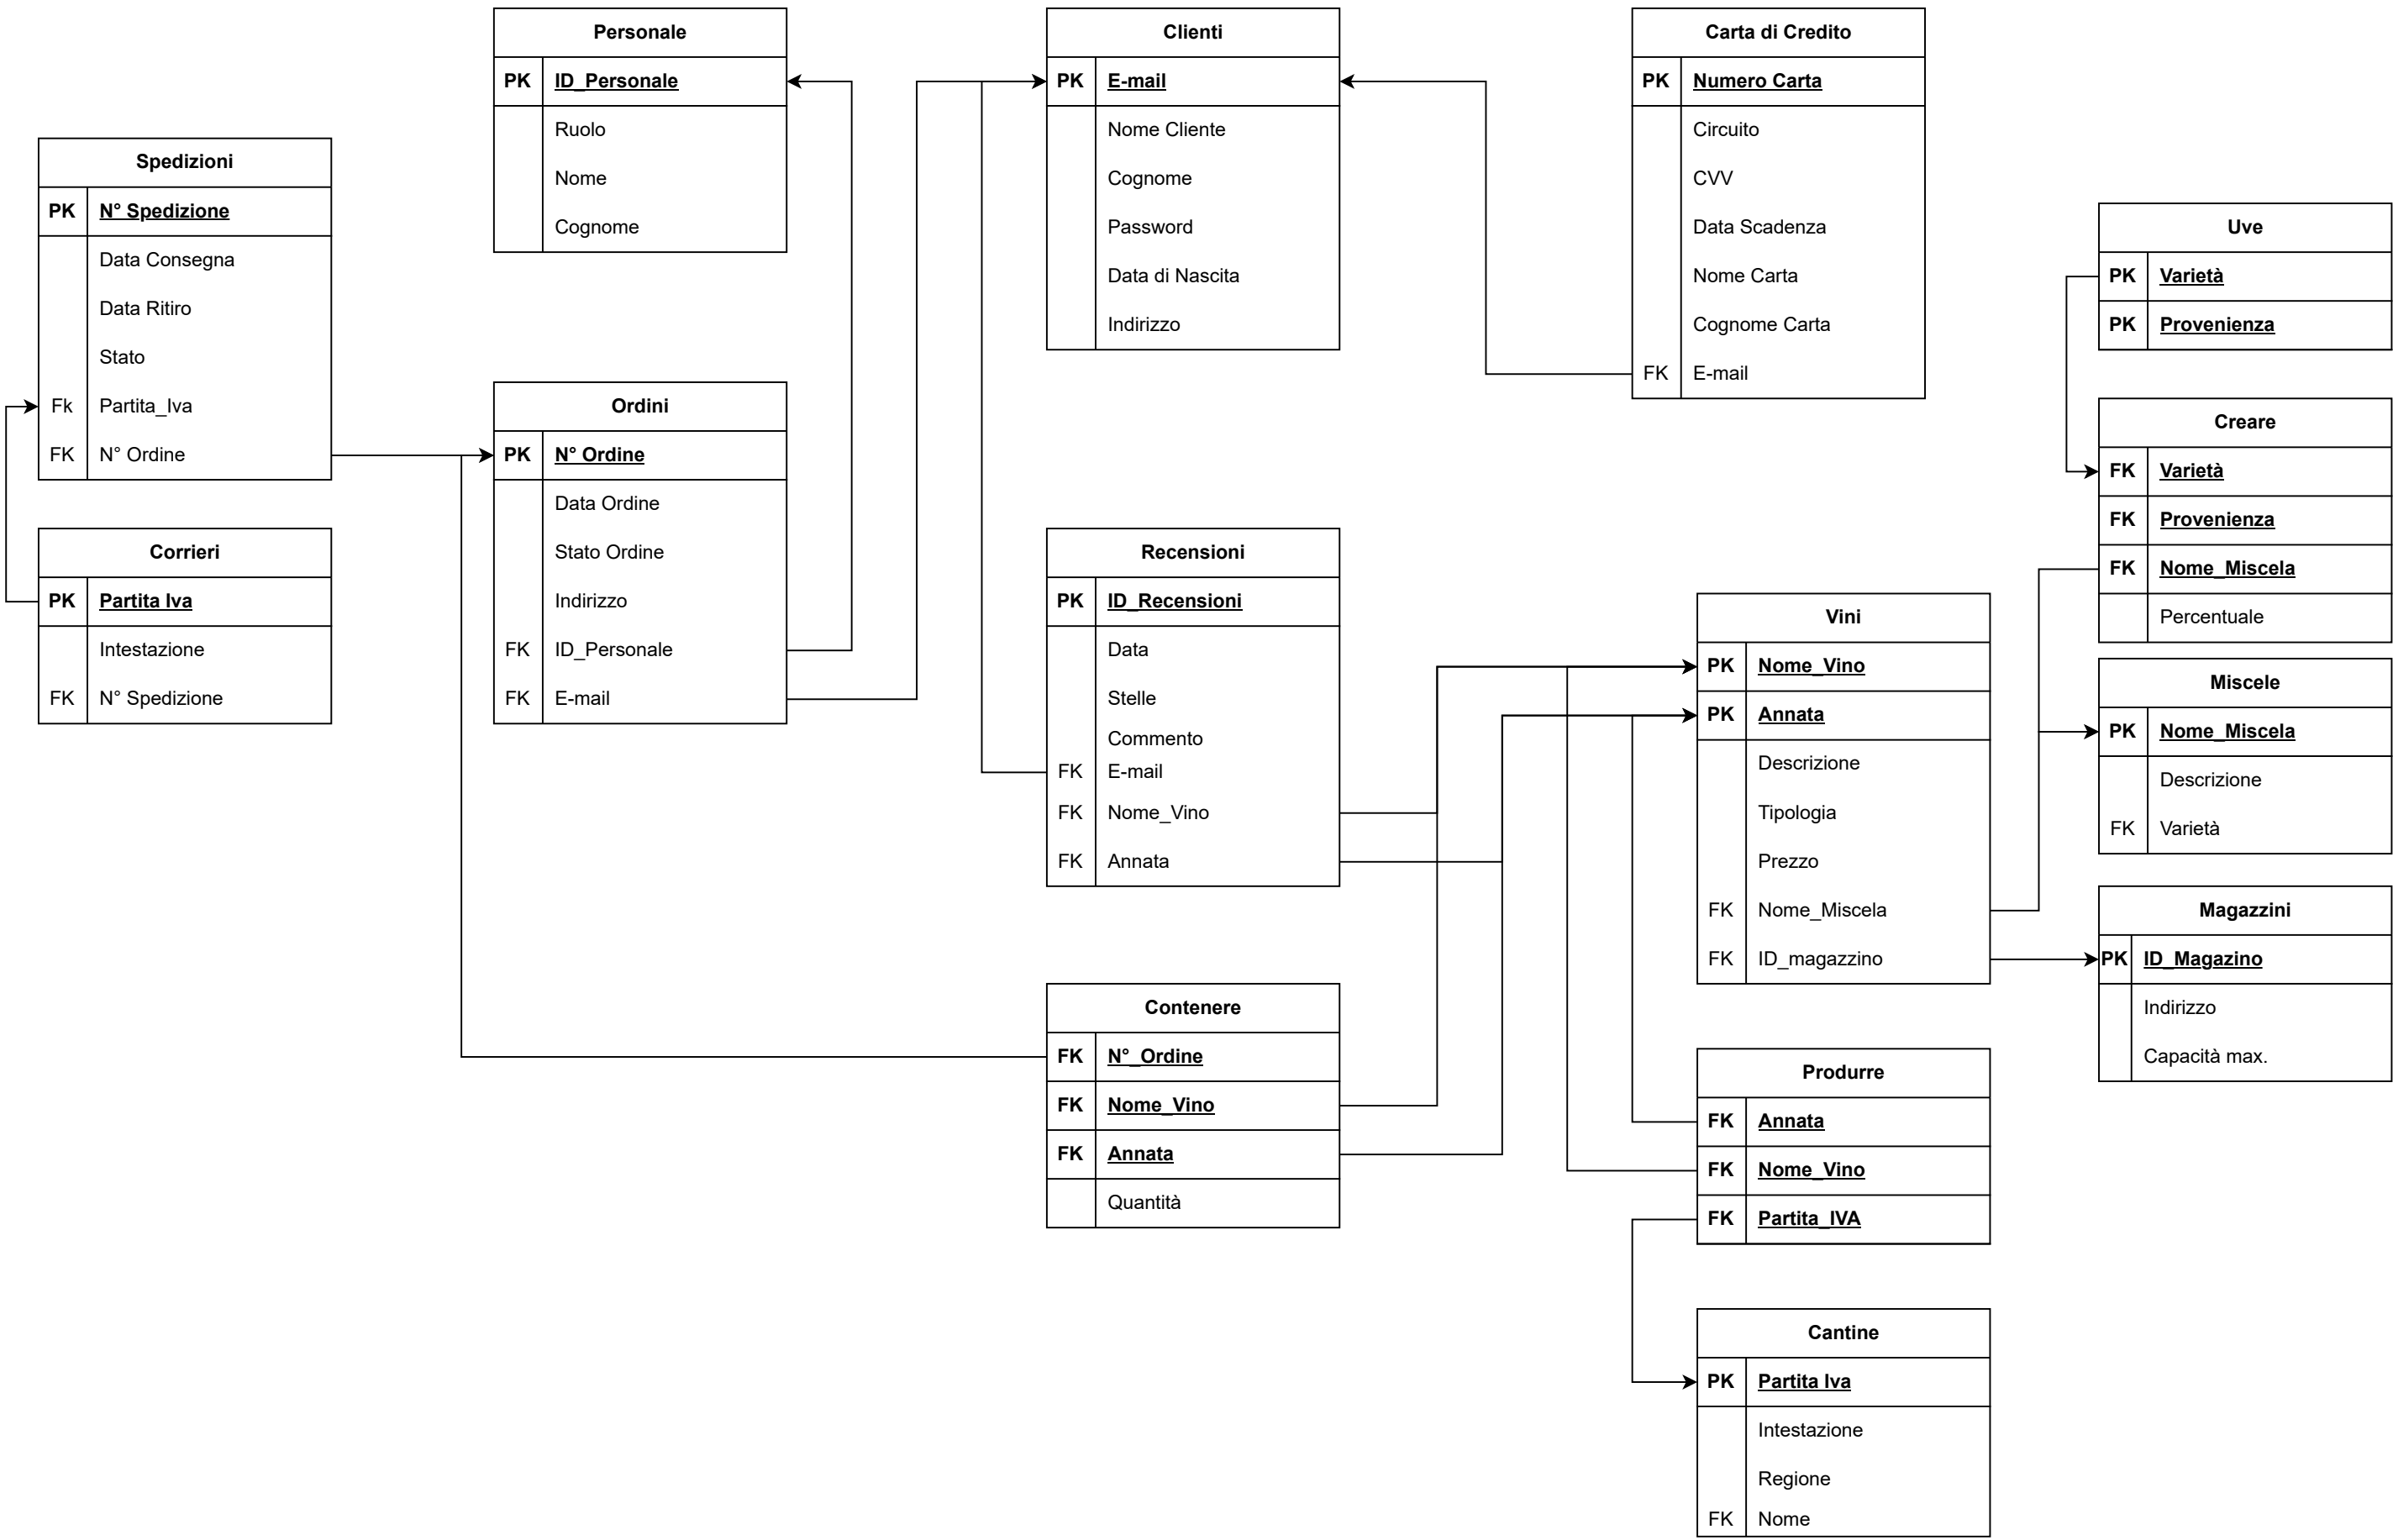 Personale
PK ID_Personale
Ruolo
Nome
Cognome
Clienti
PK E-mail
Nome Cliente
Cognome
Password
Data di Nascita
Indirizzo
Carta di Credito
PK Numero Carta
Circuito
CVV
Data Scadenza
Nome Carta
Cognome Carta
FK E-mail
Spedizioni
PK N° Spedizione
Data Consegna
Data Ritiro
Stato
Fk Partita_Iva
FK N° Ordine
Uve
PK Varietà
PK Provenienza
Ordini
PK N° Ordine
Data Ordine
Stato Ordine
Indirizzo
FK ID_Personale
FK E-mail
Creare
FK Varietà
FK Provenienza
FK Nome_Miscela
Percentuale
Corrieri
PK Partita Iva
Intestazione
FK N° Spedizione
Recensioni
PK ID_Recensioni
Data
Stelle
Commento
FK E-mail
FK Nome_Vino
FK Annata
Vini
PK Nome_Vino
PK Annata
Descrizione
Tipologia
Prezzo
FK Nome_Miscela
FK ID_magazzino
Miscele
PK Nome_Miscela
Descrizione
FK Varietà
Magazzini
PK ID_Magazino
Indirizzo
Capacità max.
Contenere
FK N°_Ordine
FK Nome_Vino
FK Annata
Quantità
Produrre
FK Annata
FK Nome_Vino
FK Partita_IVA
Cantine
PK Partita Iva
Intestazione
Regione
FK Nome